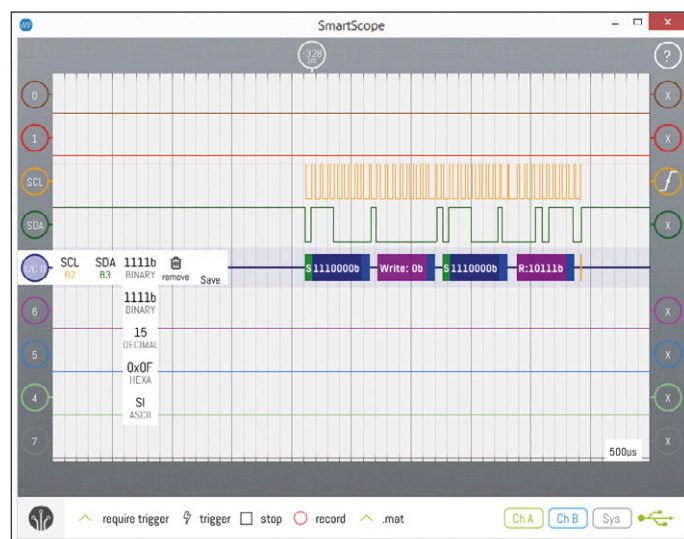 SmartScope
-328
µs
?
0
X
1
X
SCL
SDA
X
I2C 0
SCL
B2
SDA
B3
1111b
BINARY
remove
Save
S 1110000b
Write: 0b
S 1110000b
R:10111b
1111b
BINARY
15
DECIMAL
0x0F
HEXA
SI
ASCII
6
X
5
X
4
X
7
X
500µs
require trigger
trigger
stop
record
.mat
Ch A
Ch B
Sys